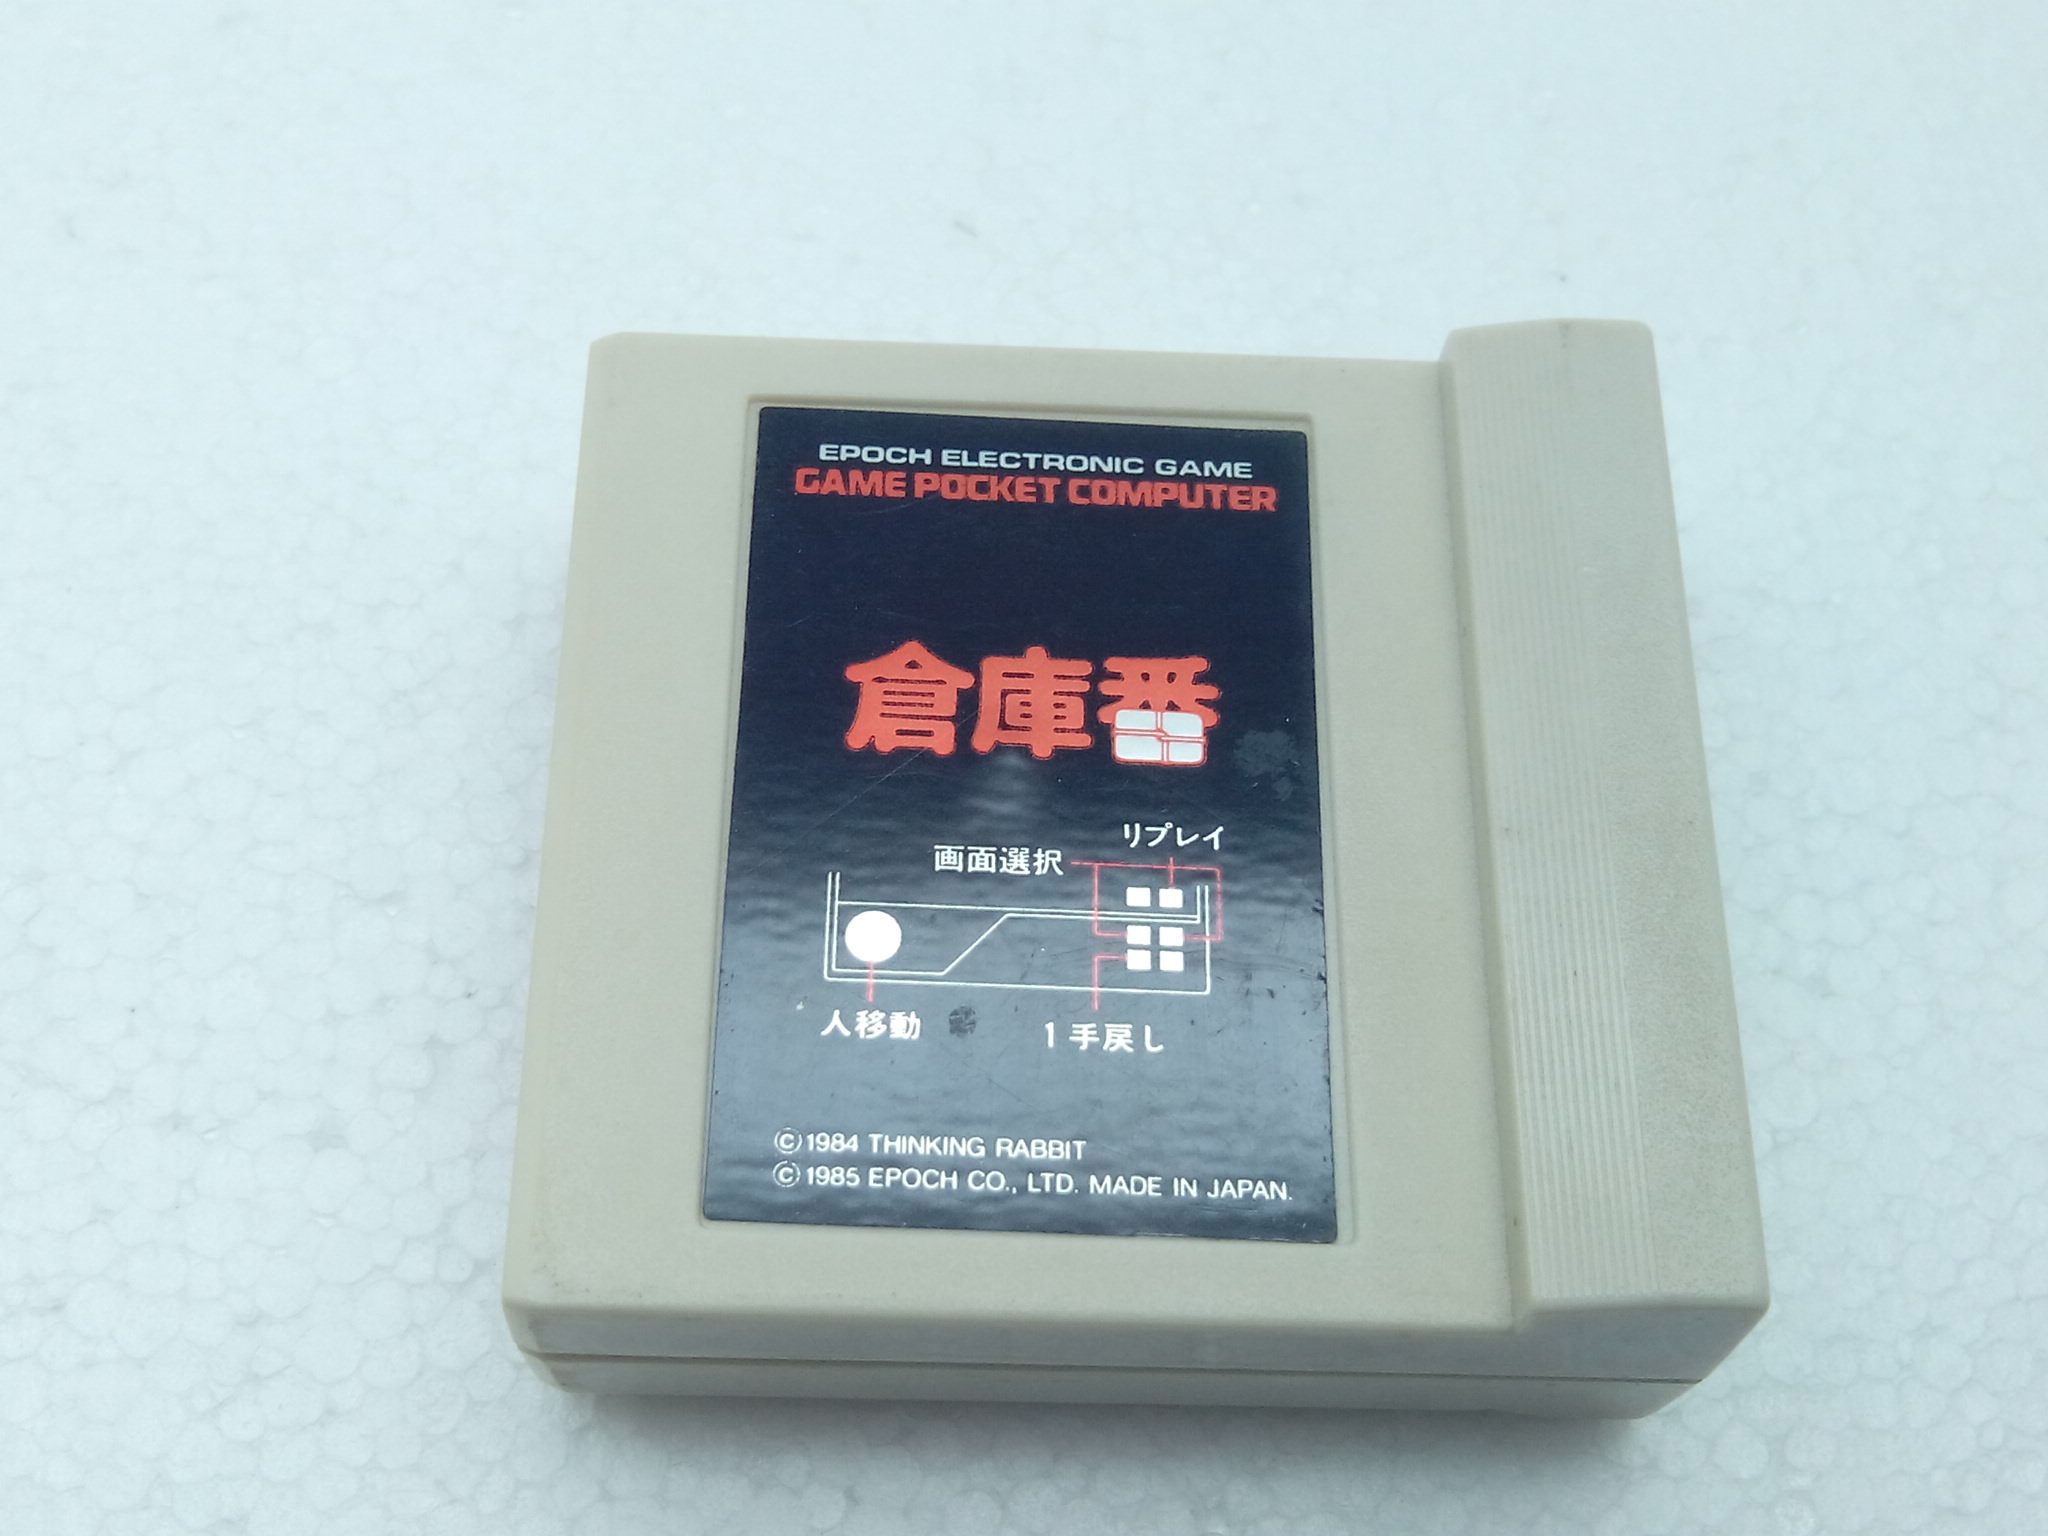 EPOCH ELECTRONIC GAME
GAME POCKET COMPUTER
倉庫番
リプレイ
画面選択
人移動
1手戻し
©1984 THINKING RABBIT
©1985 EPOCH CO., LTD. MADE IN JAPAN.